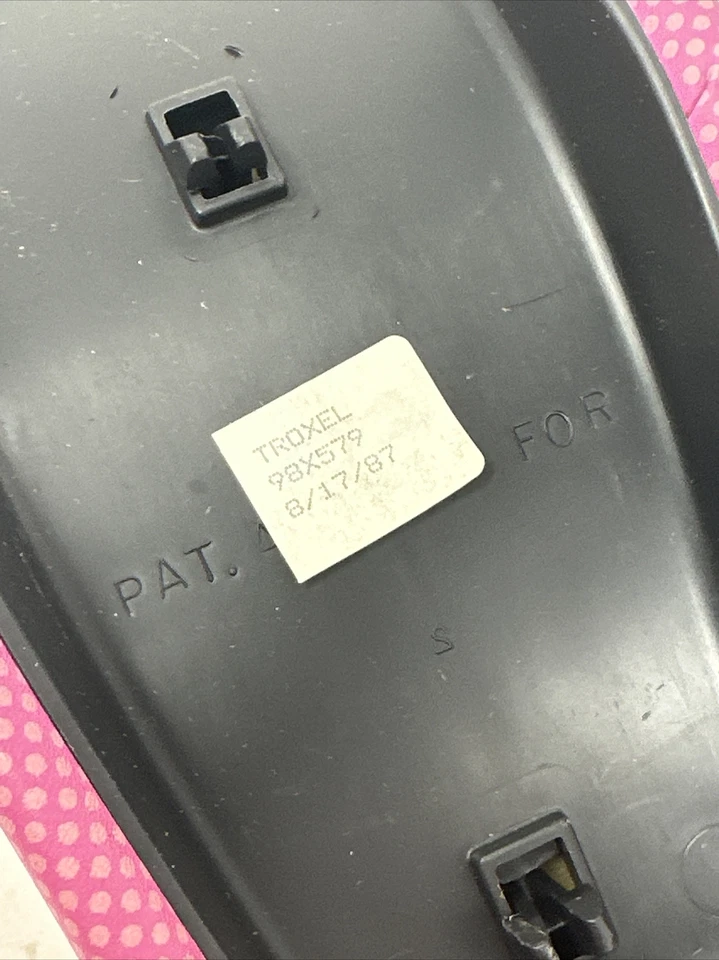 TROXEL
98X579
8/17/87
PAT. FOR
S